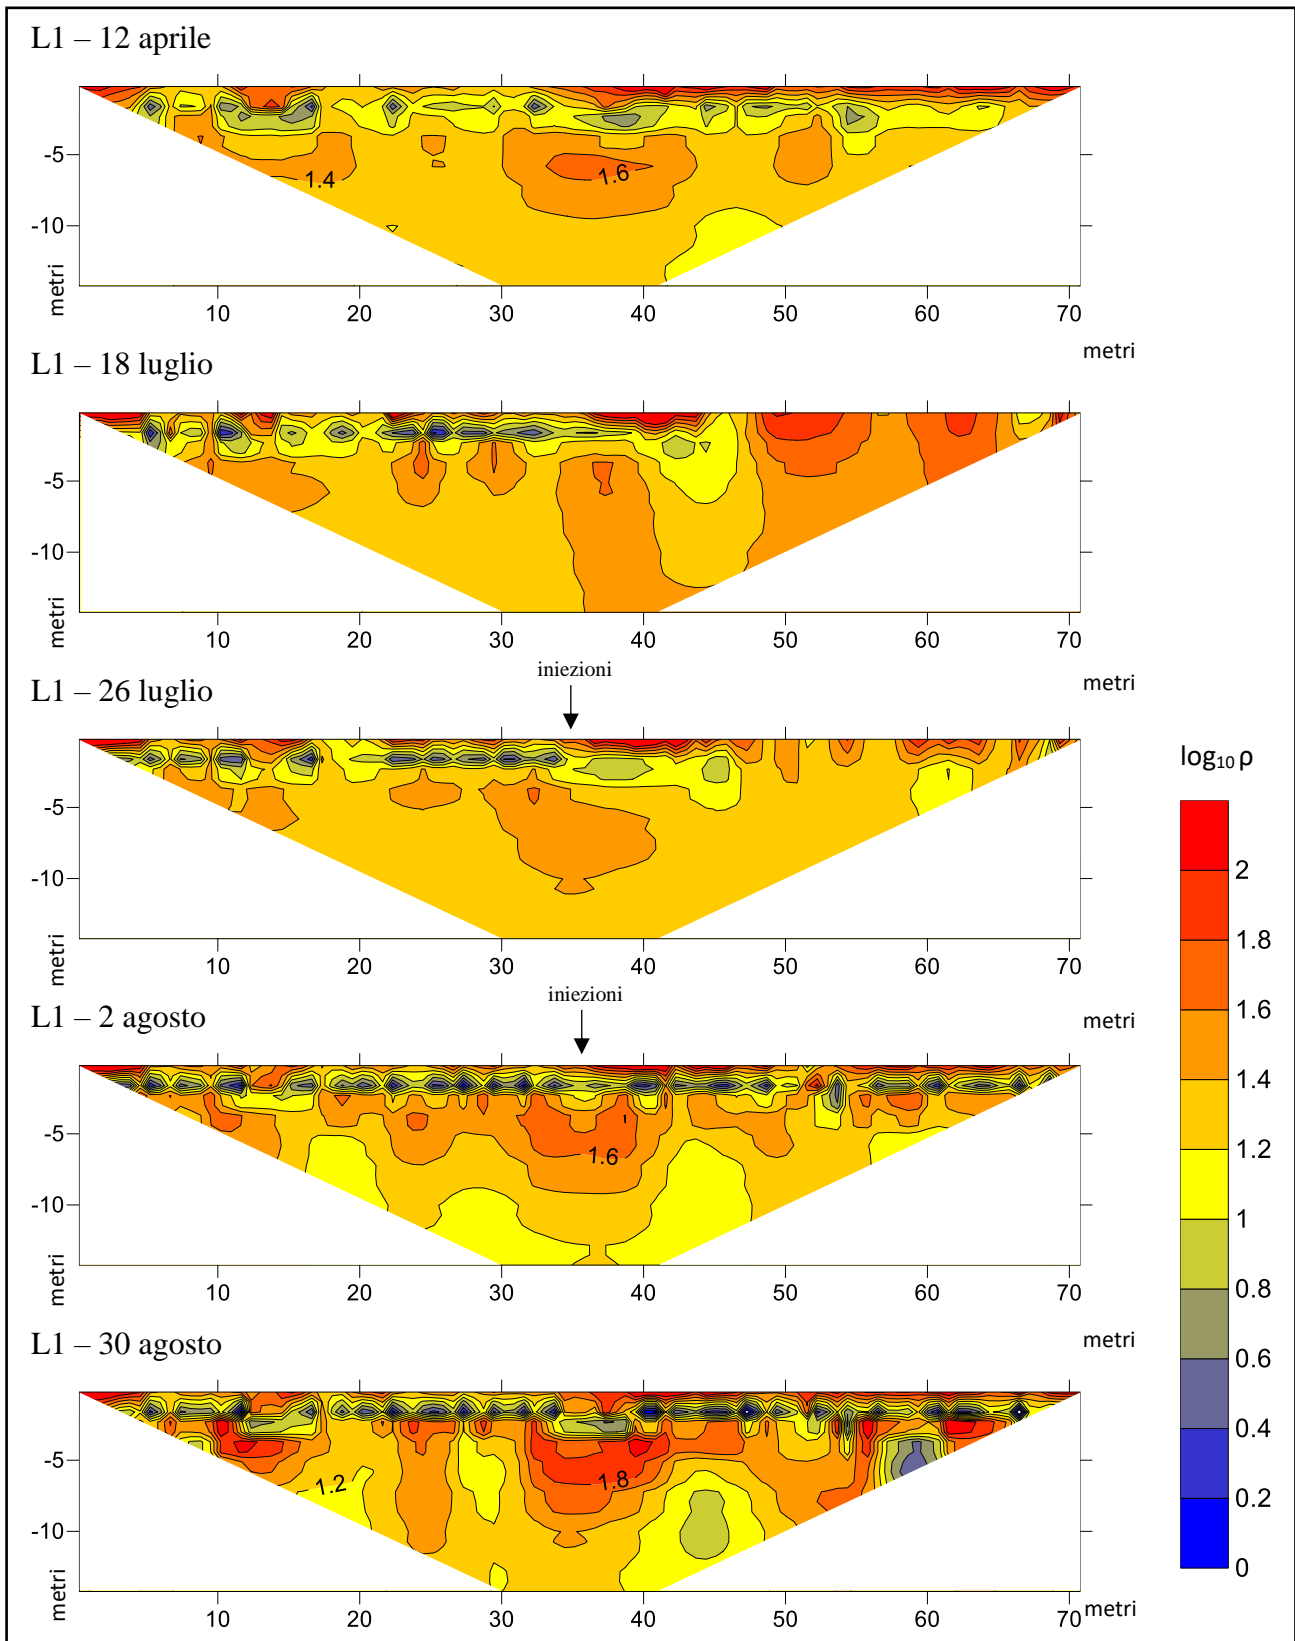 L1 – 12 aprile
1.4
1.6
-5
-10
metri
10 20 30 40 50 60 70
metri
L1 – 18 luglio
-5
-10
metri
10 20 30 40 50 60 70
metri
iniezioni
L1 – 26 luglio
-5
-10
metri
10 20 30 40 50 60 70
iniezioni
metri
L1 – 2 agosto
1.6
-5
-10
metri
10 20 30 40 50 60 70
metri
L1 – 30 agosto
1.2
1.8
-5
-10
metri
10 20 30 40 50 60 70
metri
log₁₀ ρ
2
1.8
1.6
1.4
1.2
1
0.8
0.6
0.4
0.2
0